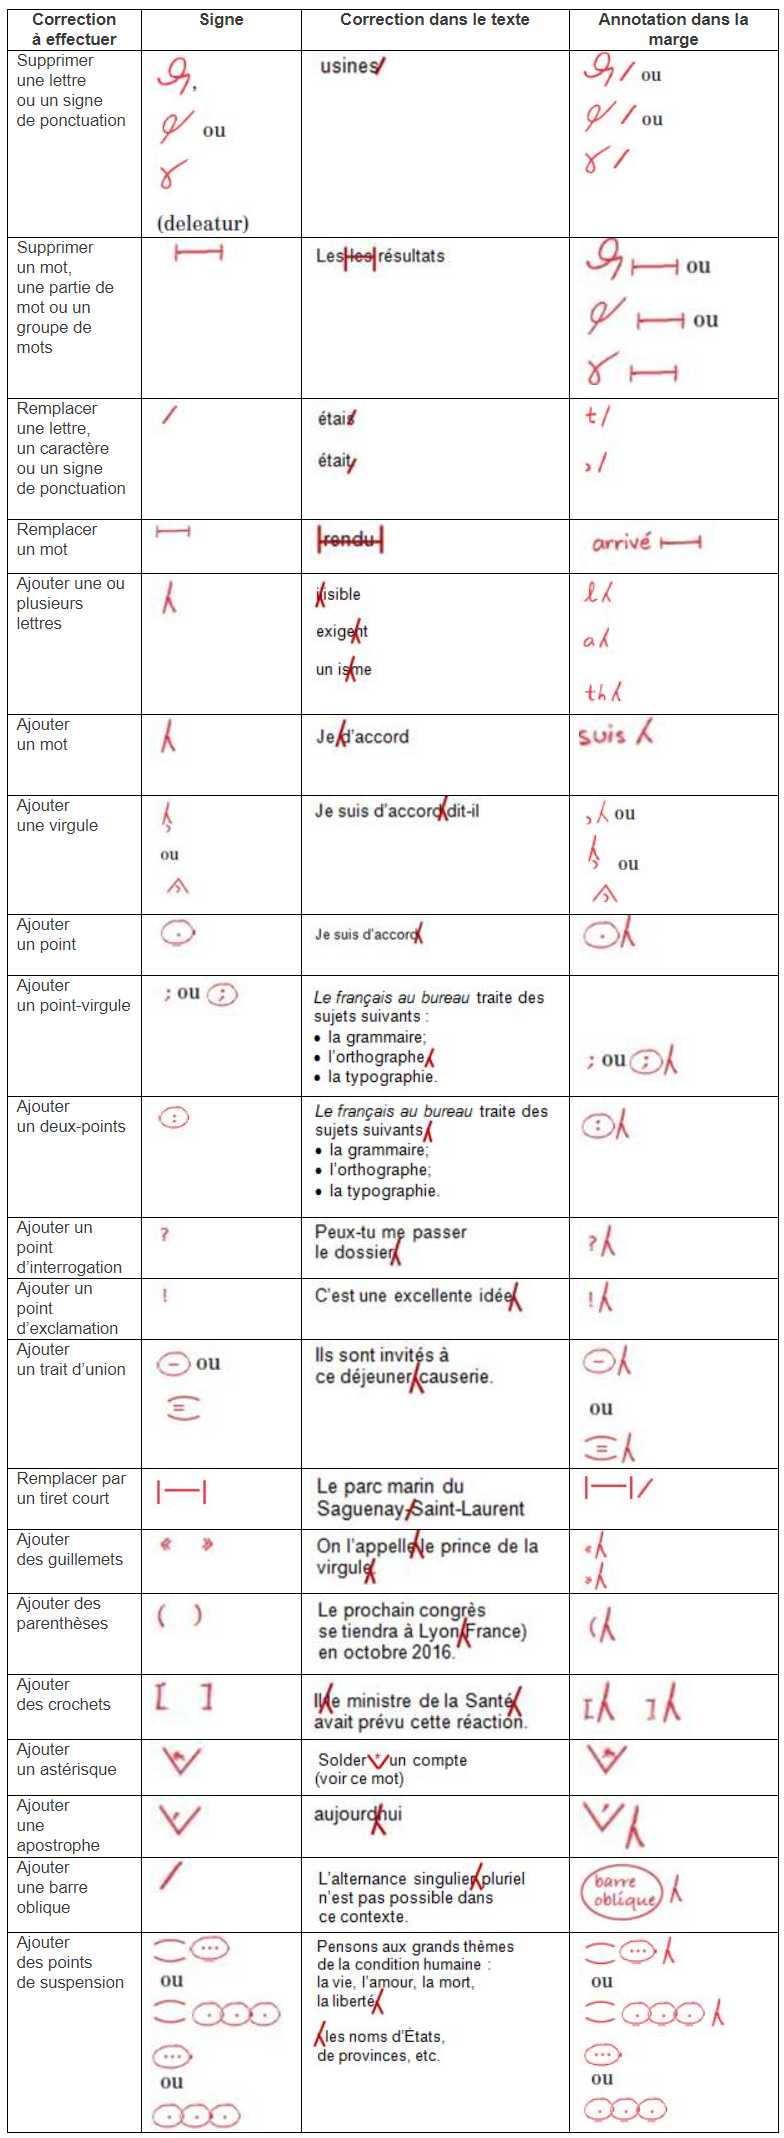 Correction
à effectuer
Signe
Correction dans le texte
Annotation dans la
marge
Supprimer
une lettre
ou un signe
de ponctuation
,
ou
(deleatur)
usines
ou
ou
Supprimer
un mot,
une partie de
mot ou un
groupe de
mots
Les les résultats
ou
ou
Remplacer
une lettre,
un caractère
ou un signe
de ponctuation
/
étais
était,
t /
, /
Remplacer
un mot
rendu
arrivé
Ajouter une ou
plusieurs
lettres
ilisible
exigent
un isme
l
a
th
Ajouter
un mot
Je d'accord
suis
Ajouter
une virgule
ou
Je suis d'accord dit-il
, ou
ou
Ajouter
un point
.
Je suis d'accord
.
Ajouter
un point-virgule
; ou ;
Le français au bureau traite des
sujets suivants :
• la grammaire;
• l'orthographe
• la typographie.
; ou ;
Ajouter
un deux-points
:
Le français au bureau traite des
sujets suivants
• la grammaire;
• l'orthographe;
• la typographie.
:
Ajouter un
point
d'interrogation
?
Peux-tu me passer
le dossier
?
Ajouter un
point
d'exclamation
!
C'est une excellente idée
!
Ajouter
un trait d'union
- ou
=
Ils sont invités à
ce déjeuner causerie.
-
ou
=
Remplacer par
un tiret court
|—|
Le parc marin du
Saguenay-Saint-Laurent
|—| /
Ajouter
des guillemets
« »
On l'appelle le prince de la
virgule.
«
»
Ajouter des
parenthèses
( )
Le prochain congrès
se tiendra à Lyon France)
en octobre 2016.
(
Ajouter
des crochets
[ ]
Il le ministre de la Santé
avait prévu cette réaction.
[ ]
Ajouter
un astérisque
*
Solder * un compte
(voir ce mot)
*
Ajouter
une
apostrophe
'
aujourdhui
'
Ajouter
une barre
oblique
/
L'alternance singulier pluriel
n'est pas possible dans
ce contexte.
barre
oblique
Ajouter
des points
de suspension
...
ou
. . .
...
ou
. . .
Pensons aux grands thèmes
de la condition humaine :
la vie, l'amour, la mort,
la liberté
les noms d'États,
de provinces, etc.
...
ou
. . .
...
ou
. . .